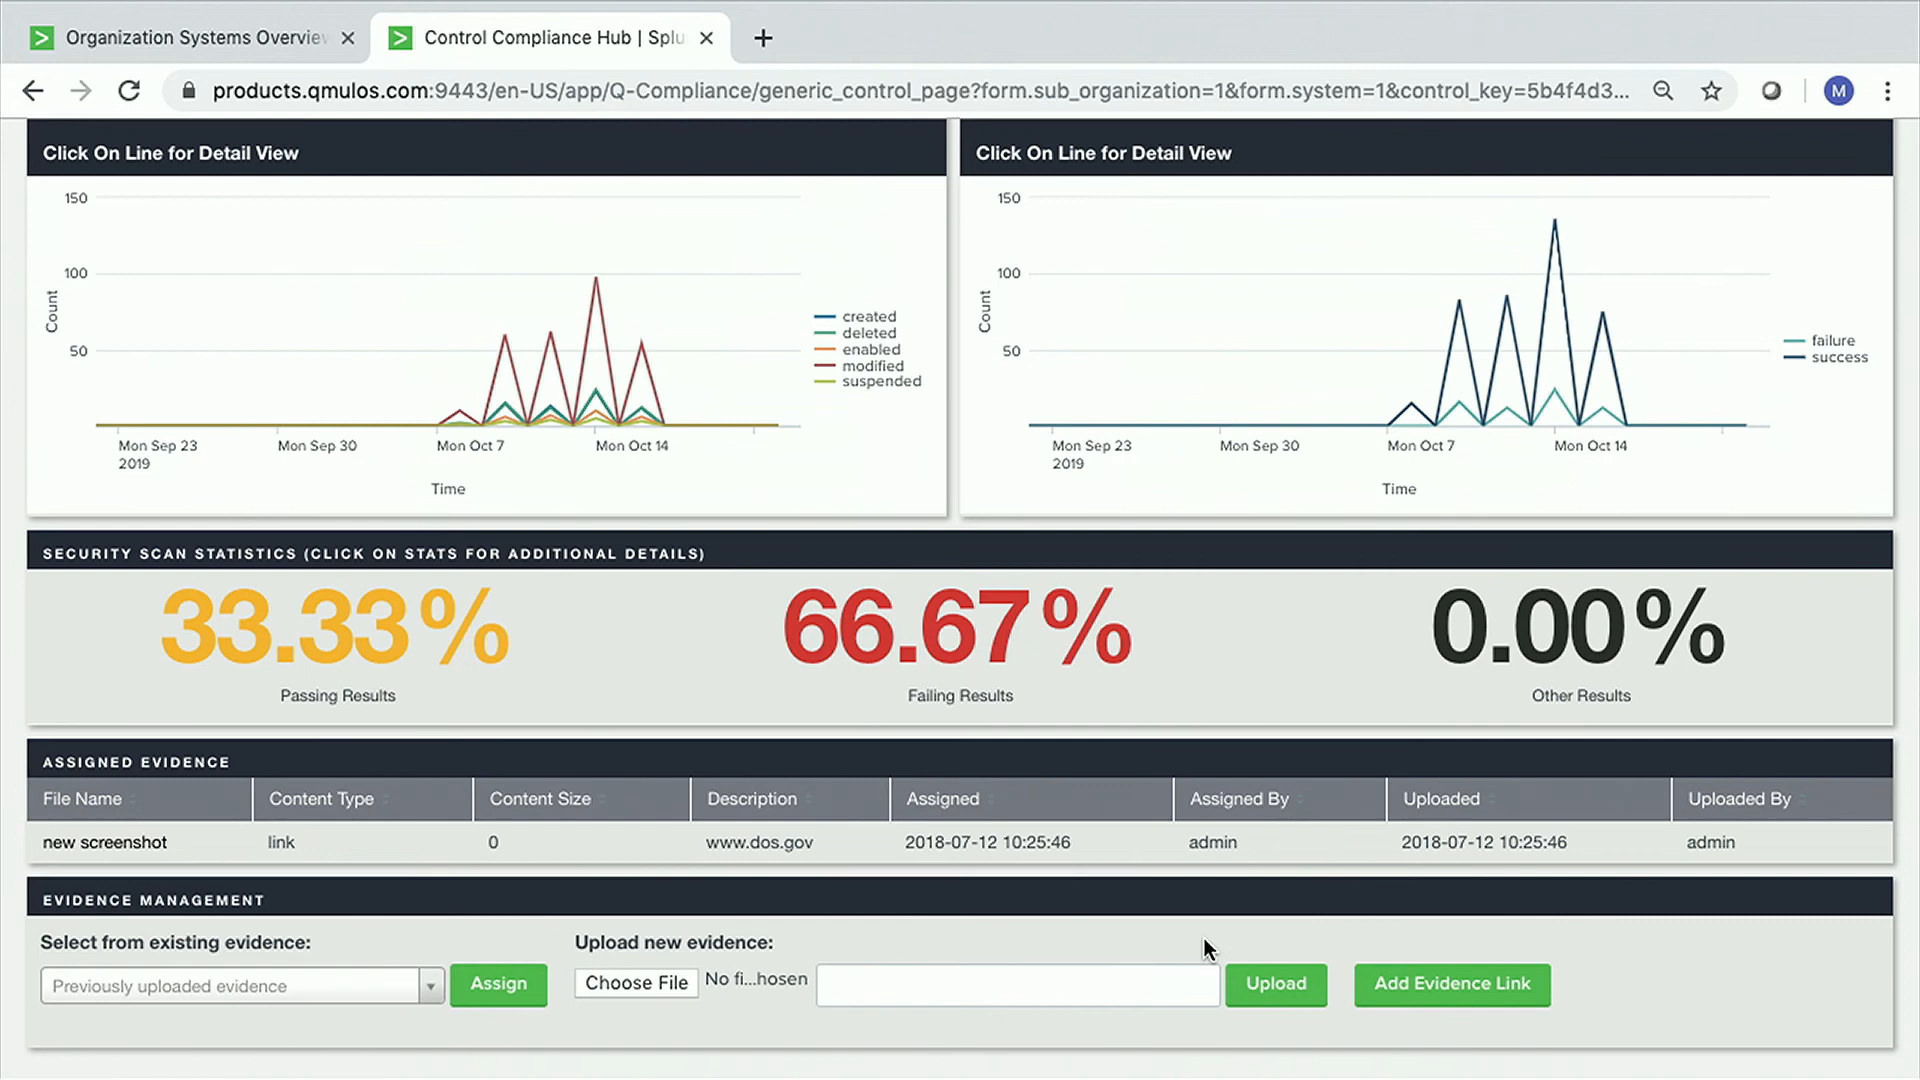 Organization Systems Overview
Control Compliance Hub | Splu
products.qmulos.com:9443/en-US/app/Q-Compliance/generic_control_page?form.sub_organization=1&form.system=1&control_key=5b4f4d3...
M
Click On Line for Detail View
150
100
50
Count
Mon Sep 23
2019
Mon Sep 30
Mon Oct 7
Mon Oct 14
Time
created
deleted
enabled
modified
suspended
Click On Line for Detail View
150
100
50
Count
Mon Sep 23
2019
Mon Sep 30
Mon Oct 7
Mon Oct 14
Time
failure
success
SECURITY SCAN STATISTICS (CLICK ON STATS FOR ADDITIONAL DETAILS)
33.33% 66.67% 0.00%
Passing Results Failing Results Other Results
ASSIGNED EVIDENCE
File Name Content Type Content Size Description Assigned Assigned By Uploaded Uploaded By
new screenshot link 0 www.dos.gov 2018-07-12 10:25:46 admin 2018-07-12 10:25:46 admin
EVIDENCE MANAGEMENT
Select from existing evidence: Upload new evidence:
Previously uploaded evidence Assign Choose File No fi...hosen Upload Add Evidence Link